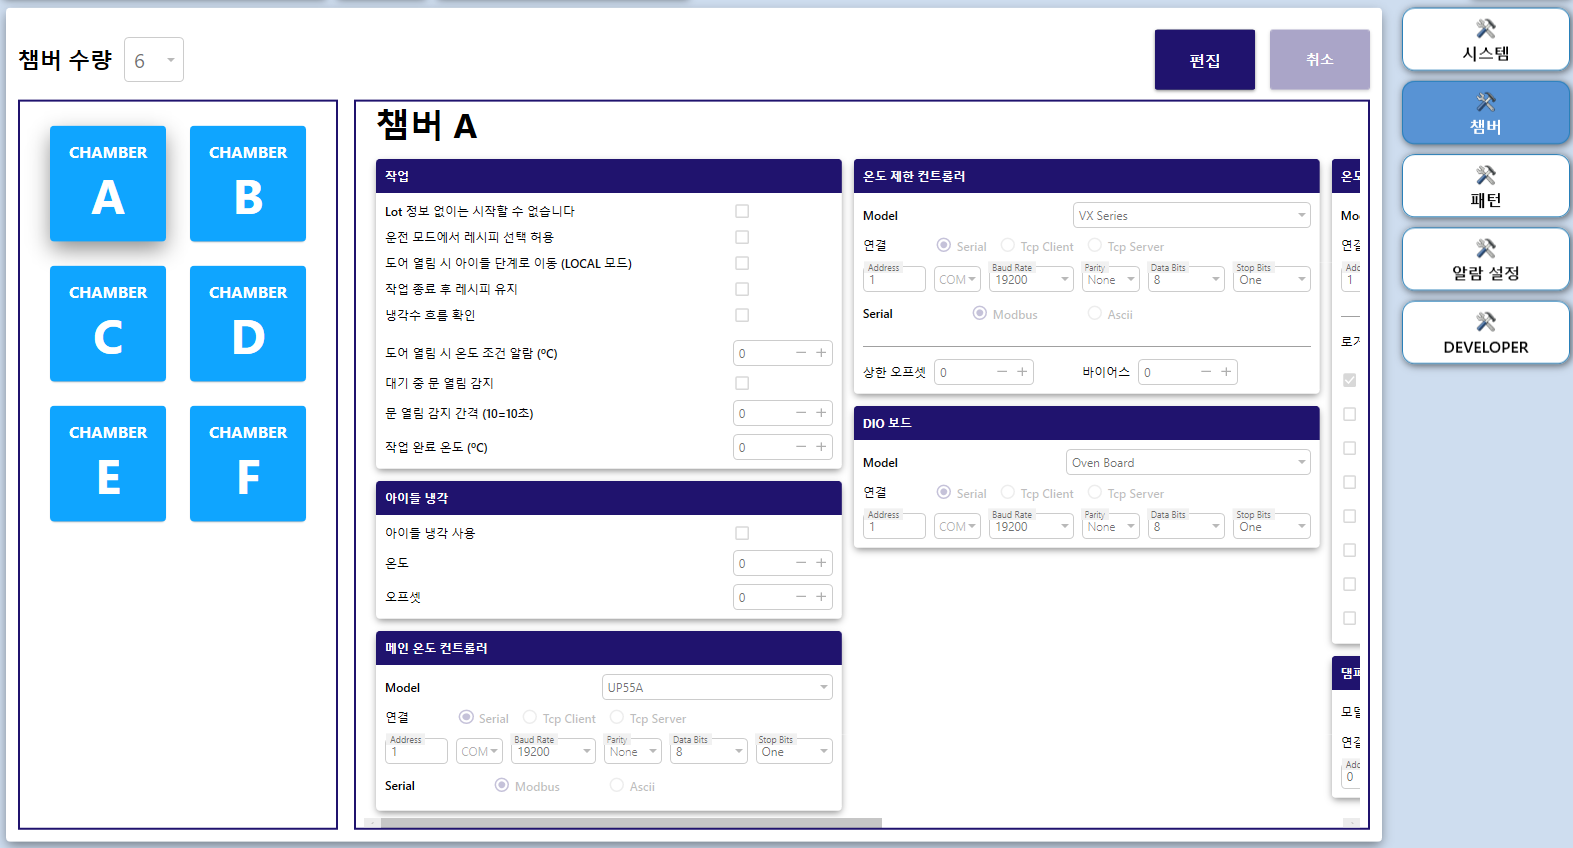 챔버 수량 6
편집
취소
CHAMBER
A
CHAMBER
B
CHAMBER
C
CHAMBER
D
CHAMBER
E
CHAMBER
F
챔버 A
작업
Lot 정보 없이는 시작할 수 없습니다
운전 모드에서 레시피 선택 허용
도어 열림 시 아이들 단계로 이동 (LOCAL 모드)
작업 종료 후 레시피 유지
냉각수 흐름 확인
도어 열림 시 온도 조건 알람 (ºC) 0
대기 중 문 열림 감지
문 열림 감지 간격 (10=10초) 0
작업 완료 온도 (ºC) 0
아이들 냉각
아이들 냉각 사용
온도 0
오프셋 0
메인 온도 컨트롤러
Model UP55A
연결 Serial Tcp Client Tcp Server
Address Baud Rate Parity Data Bits Stop Bits
1 COM 19200 None 8 One
Serial Modbus Ascii
온도 제한 컨트롤러
Model VX Series
연결 Serial Tcp Client Tcp Server
Address Baud Rate Parity Data Bits Stop Bits
1 COM 19200 None 8 One
Serial Modbus Ascii
상한 오프셋 0 바이어스 0
DIO 보드
Model Oven Board
연결 Serial Tcp Client Tcp Server
Address Baud Rate Parity Data Bits Stop Bits
1 COM 19200 None 8 One
1
0
시스템
챔버
패턴
알람 설정
DEVELOPER